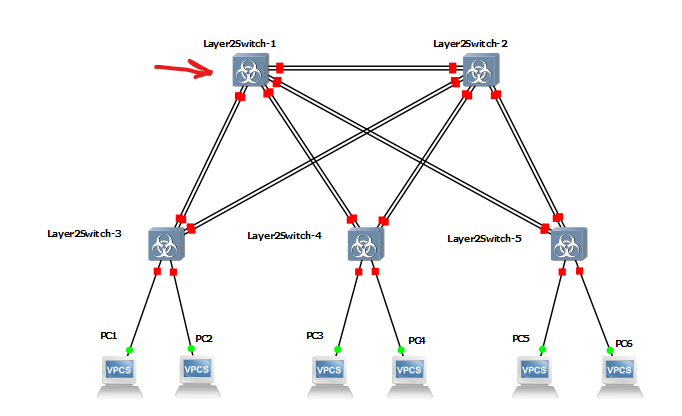 Layer2Switch-1
Layer2Switch-2
Layer2Switch-3
Layer2Switch-4
Layer2Switch-5
PC1
PC2
PC3
PC4
PC5
PC6
VPCS
VPCS
VPCS
VPCS
VPCS
VPCS